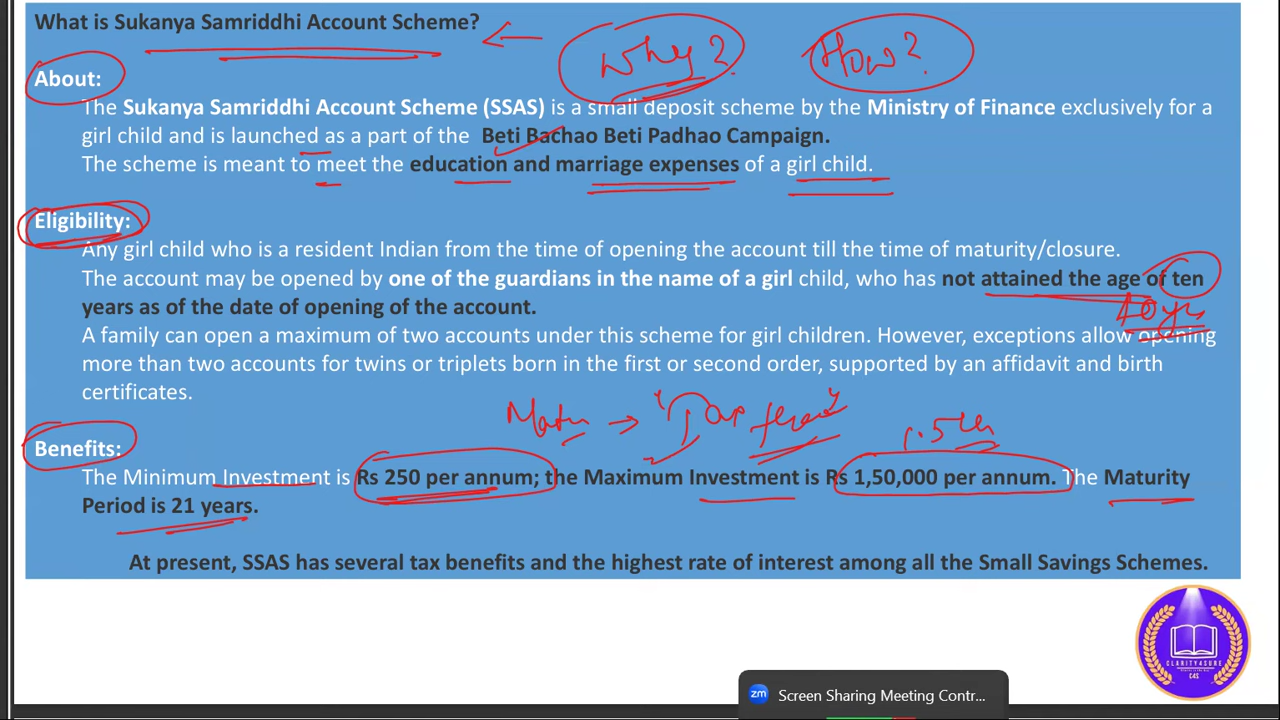 What is Sukanya Samriddhi Account Scheme?
Why?
How?
About:
The Sukanya Samriddhi Account Scheme (SSAS) is a small deposit scheme by the Ministry of Finance exclusively for a
girl child and is launched as a part of the Beti Bachao Beti Padhao Campaign.
The scheme is meant to meet the education and marriage expenses of a girl child.
Eligibility:
Any girl child who is a resident Indian from the time of opening the account till the time of maturity/closure.
The account may be opened by one of the guardians in the name of a girl child, who has not attained the age of ten
years as of the date of opening of the account.
10 yrs
A family can open a maximum of two accounts under this scheme for girl children. However, exceptions allow opening
more than two accounts for twins or triplets born in the first or second order, supported by an affidavit and birth
certificates.
Benefits:
The Minimum Investment is Rs 250 per annum; the Maximum Investment is Rs 1,50,000 per annum. The Maturity
Period is 21 years.
At present, SSAS has several tax benefits and the highest rate of interest among all the Small Savings Schemes.
CLARITY4SURE
C4S
zm
Screen Sharing Meeting Contr...